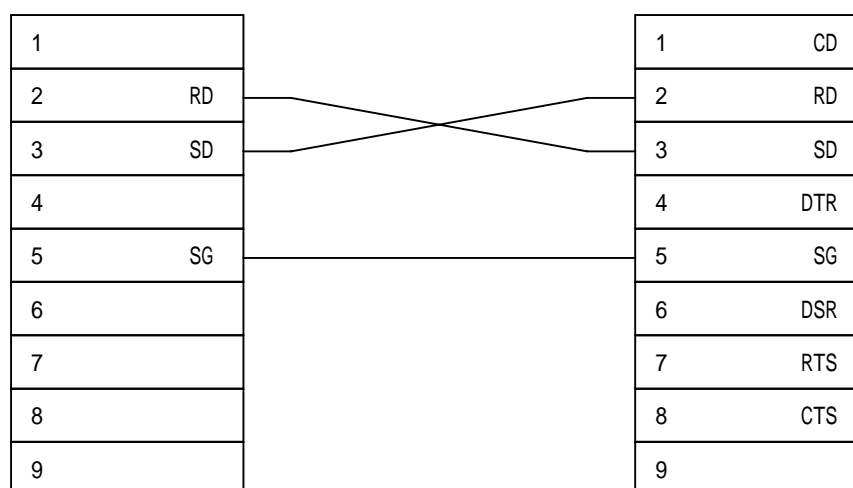 1 1 CD
2 RD 2 RD
3 SD 3 SD
4 4 DTR
5 SG 5 SG
6 6 DSR
7 7 RTS
8 8 CTS
9 9